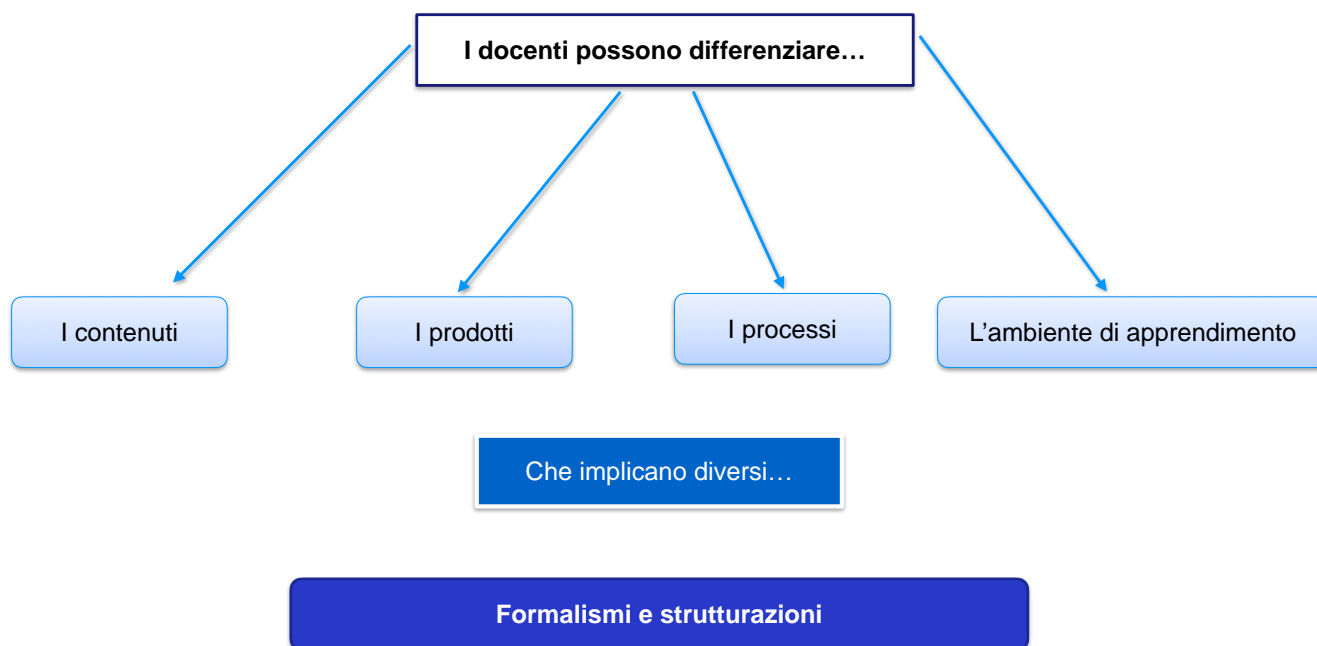 I docenti possono differenziare…
I contenuti
I prodotti
I processi
L’ambiente di apprendimento
Che implicano diversi…
Formalismi e strutturazioni